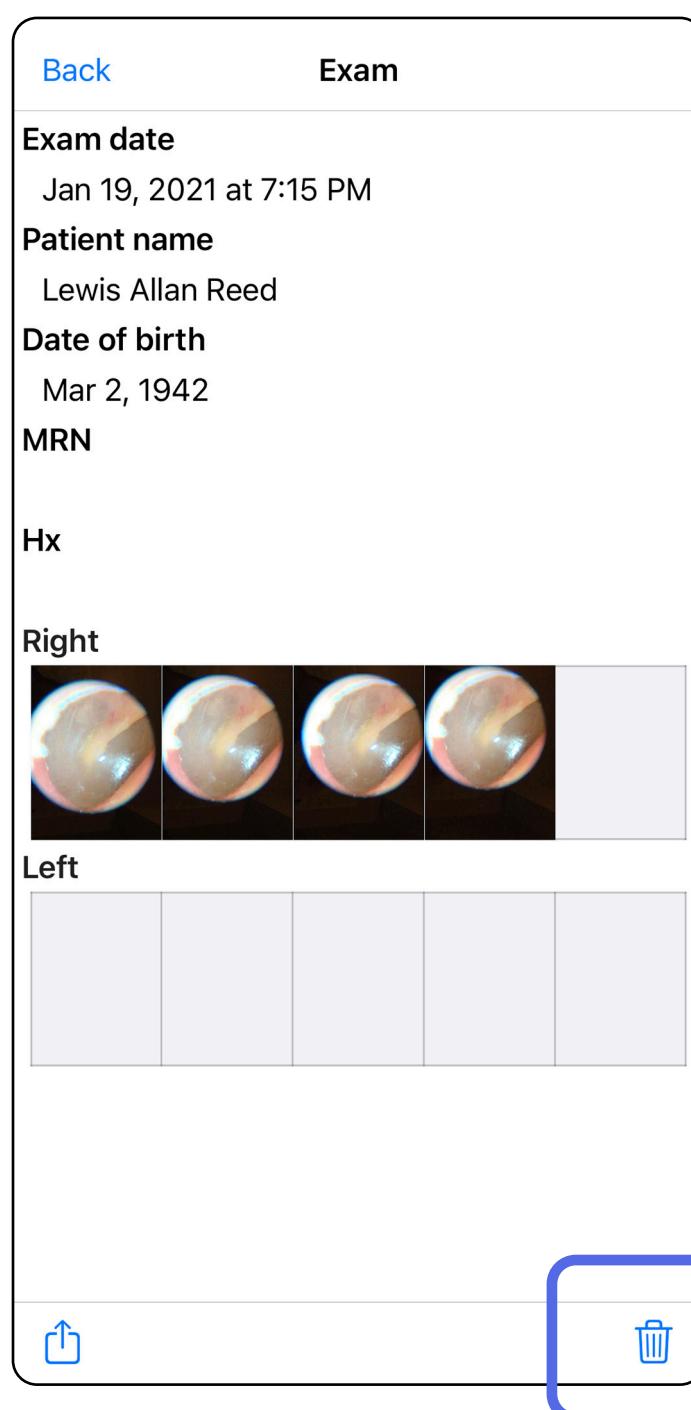 Back
Exam
Exam date
Jan 19, 2021 at 7:15 PM
Patient name
Lewis Allan Reed
Date of birth
Mar 2, 1942
MRN
Hx
Right
Left